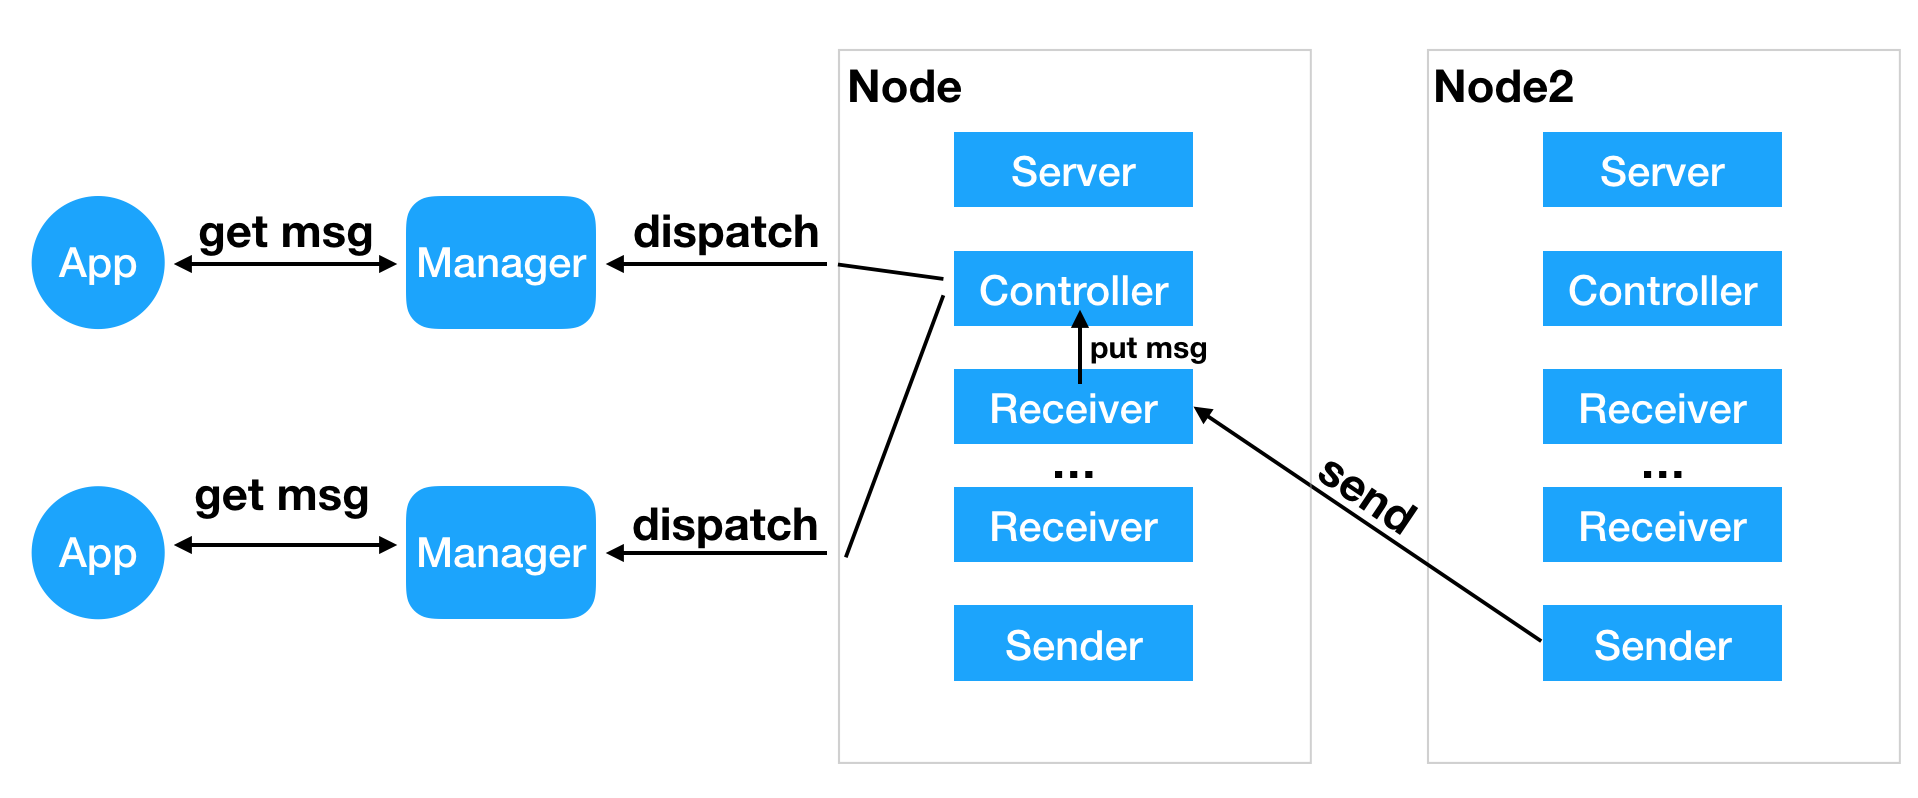 Node
Node2
Server
Server
get msg
dispatch
App
Manager
Controller
Controller
put msg
Receiver
Receiver
...
...
send
get msg
dispatch
App
Manager
Receiver
Receiver
Sender
Sender